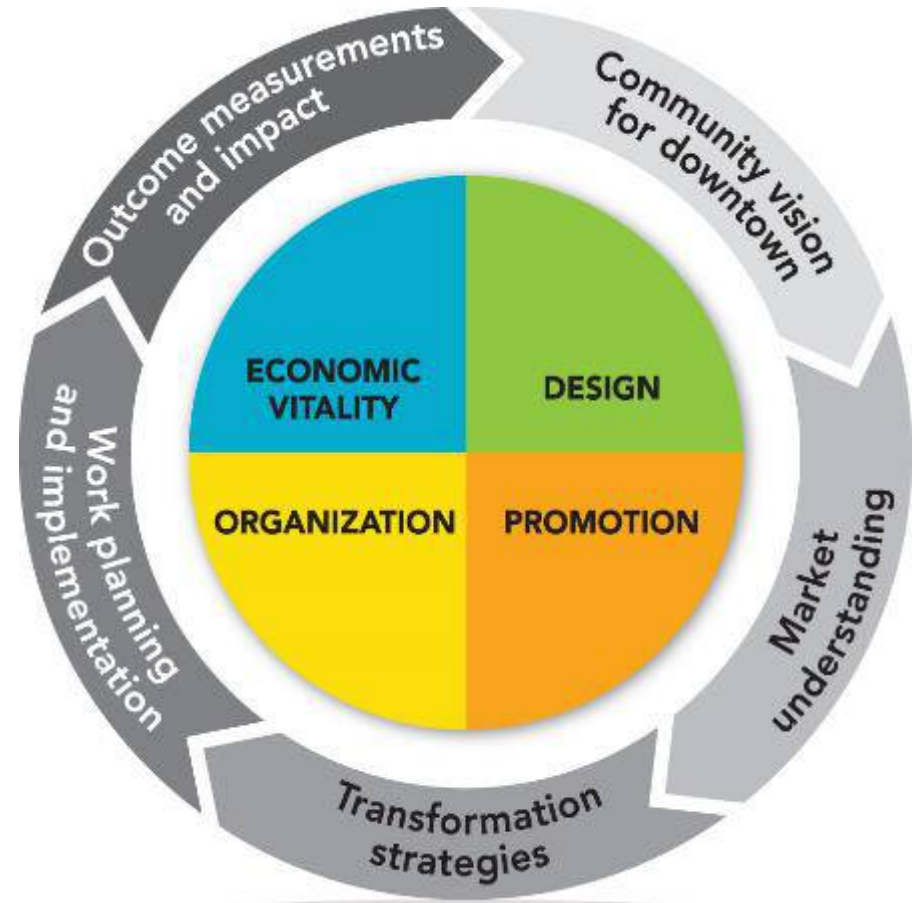 Outcome measurements
and impact
Community vision
for downtown
Market
understanding
Transformation
strategies
Work planning
and implementation
ECONOMIC
VITALITY
DESIGN
ORGANIZATION
PROMOTION